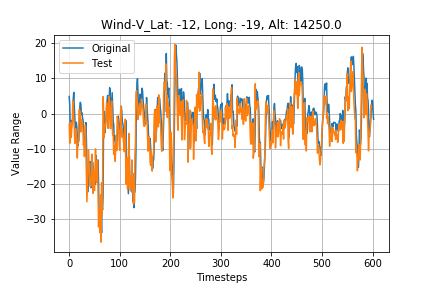 Wind-V_Lat: -12, Long: -19, Alt: 14250.0
Original
Test
20
10
0
−10
−20
−30
Value Range
0 100 200 300 400 500 600
Timesteps